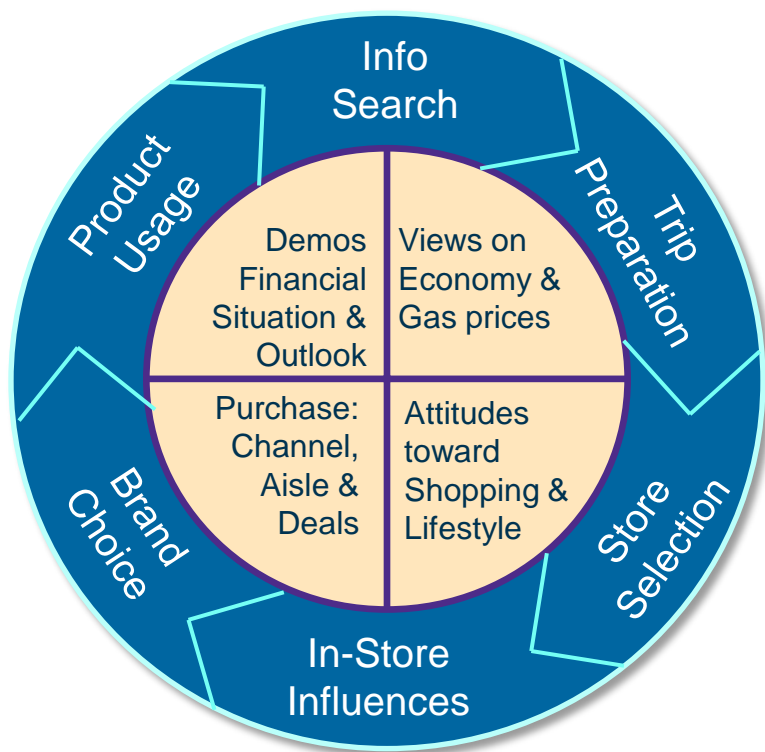 Info
Search
Trip
Preparation
Store
Selection
In-Store
Influences
Brand
Choice
Product
Usage
Demos
Financial
Situation &
Outlook
Views on
Economy &
Gas prices
Purchase:
Channel,
Aisle &
Deals
Attitudes
toward
Shopping &
Lifestyle